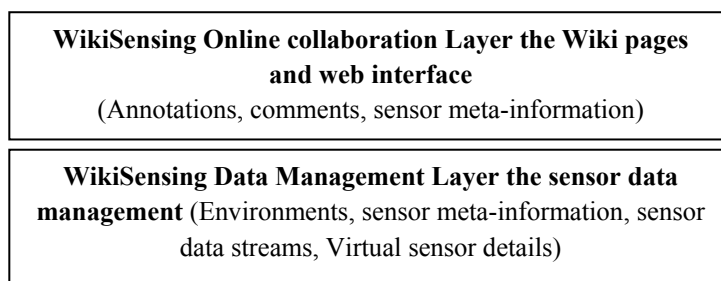 WikiSensing Online collaboration Layer the Wiki pages
and web interface
(Annotations, comments, sensor meta-information)
WikiSensing Data Management Layer the sensor data
management (Environments, sensor meta-information, sensor
data streams, Virtual sensor details)